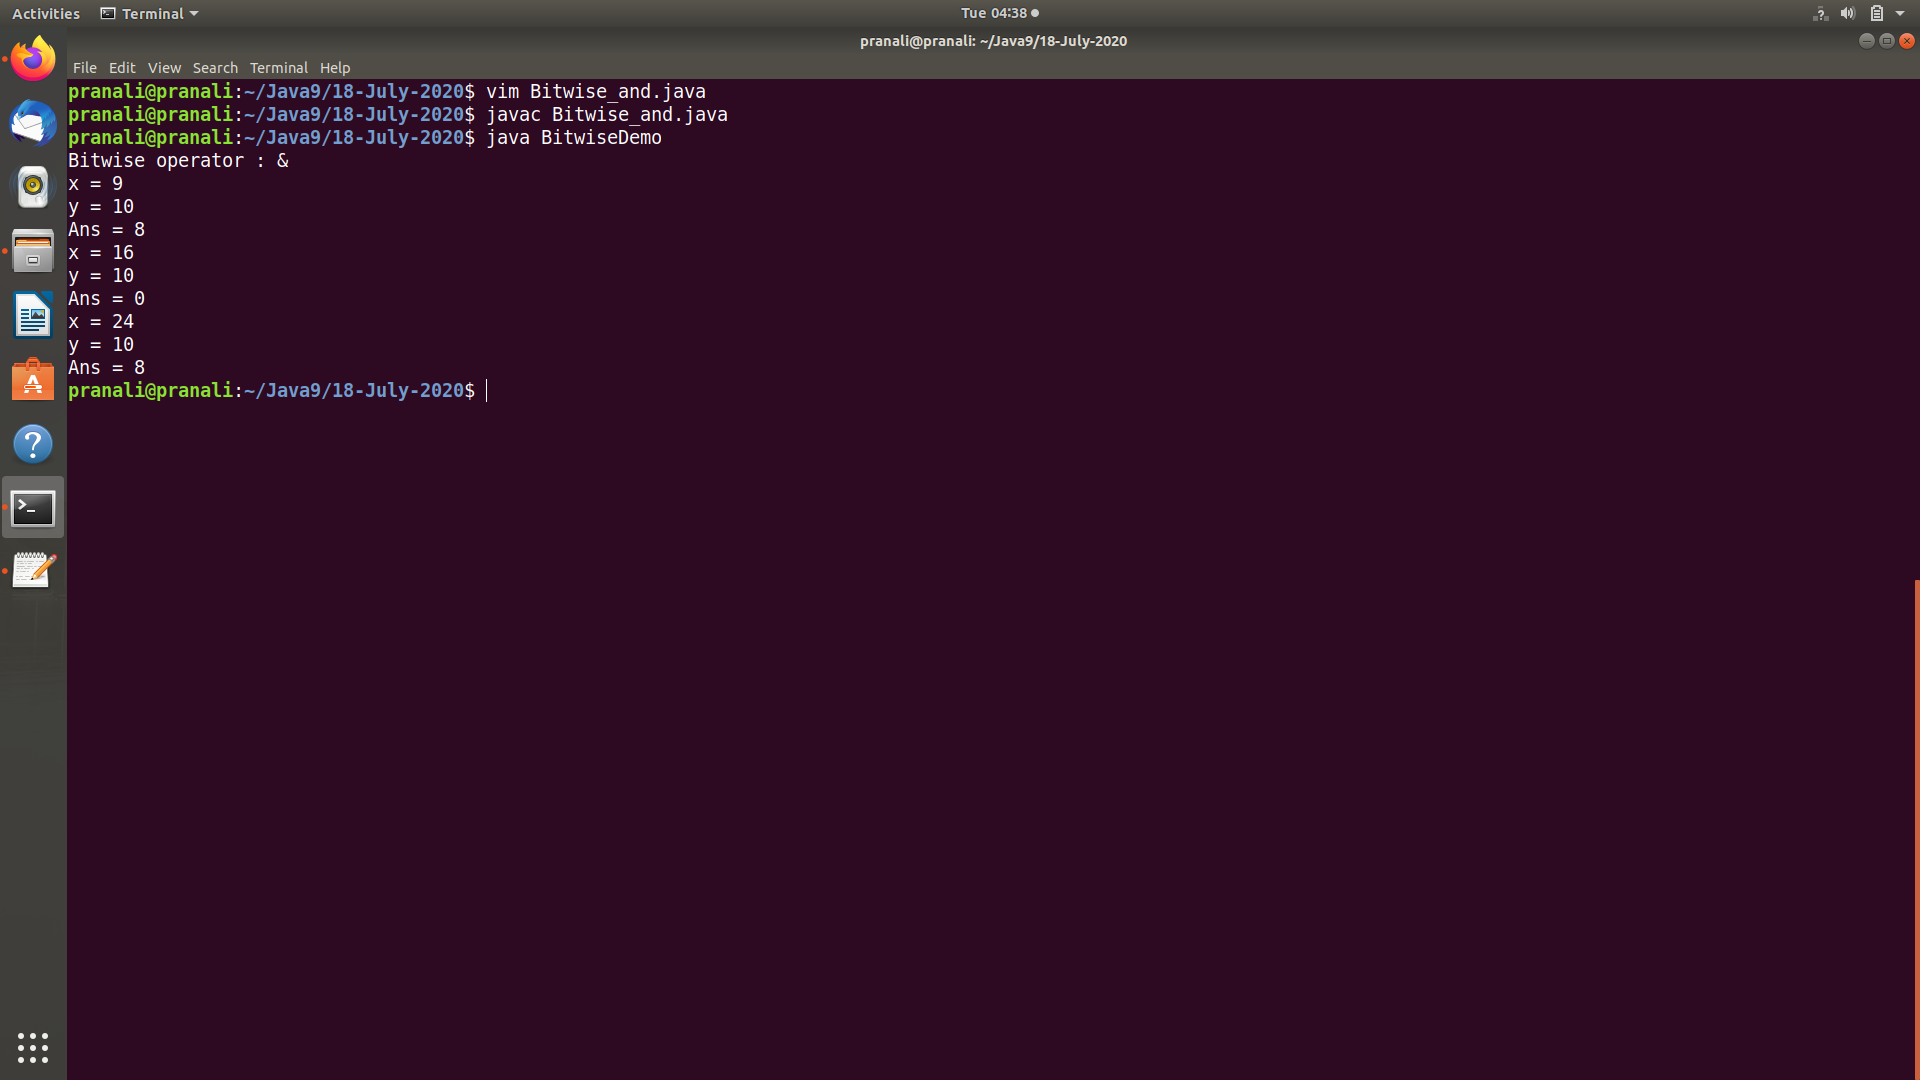 Activities Terminal Tue 04:38
pranali@pranali: ~/Java9/18-July-2020
File Edit View Search Terminal Help
pranali@pranali:~/Java9/18-July-2020$ vim Bitwise_and.java
pranali@pranali:~/Java9/18-July-2020$ javac Bitwise_and.java
pranali@pranali:~/Java9/18-July-2020$ java BitwiseDemo
Bitwise operator : &
x = 9
y = 10
Ans = 8
x = 16
y = 10
Ans = 0
x = 24
y = 10
Ans = 8
pranali@pranali:~/Java9/18-July-2020$